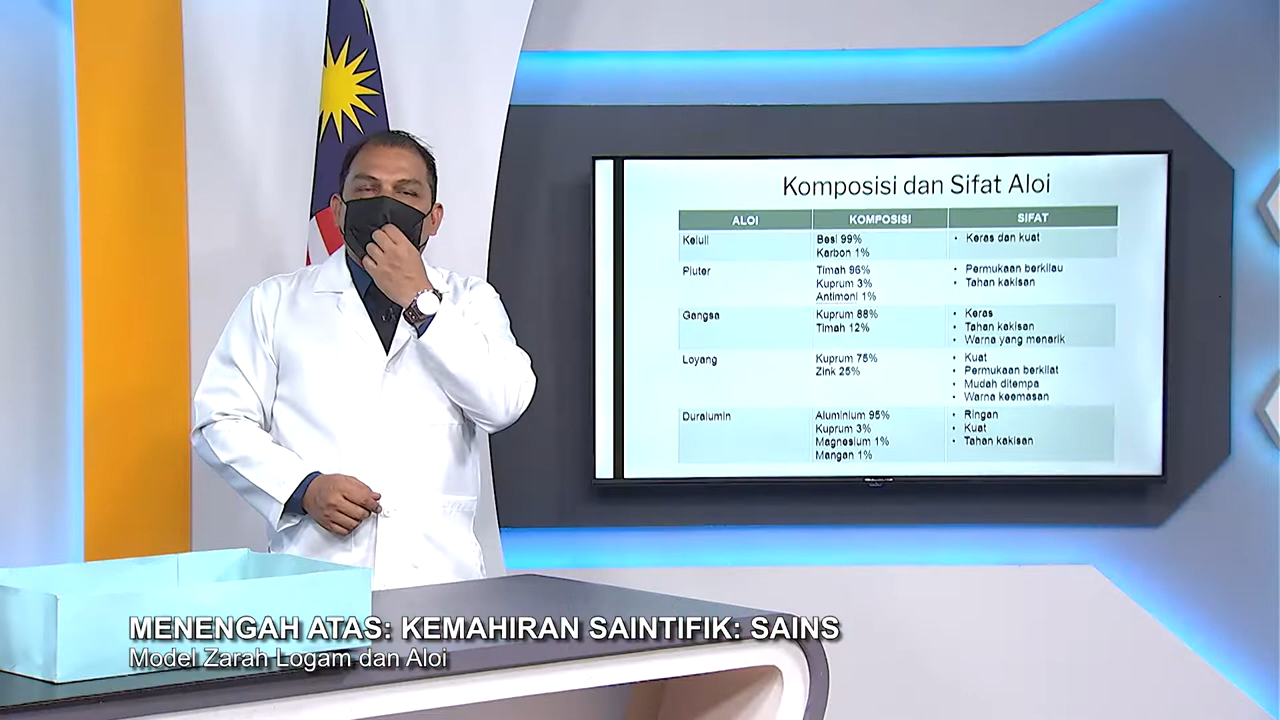 Komposisi dan Sifat Aloi
ALOI KOMPOSISI SIFAT
Keluli Besi 99% • Keras dan kuat
Karbon 1%
Piuter Timah 96% • Permukaan berkilau
Kuprum 3% • Tahan kakisan
Antimoni 1%
Gangsa Kuprum 88% • Keras
Timah 12% • Tahan kakisan
• Warna yang menarik
Loyang Kuprum 75% • Kuat
Zink 25% • Permukaan berkilat
• Mudah ditempa
• Warna keemasan
Duralumin Aluminium 95% • Ringan
Kuprum 3% • Kuat
Magnesium 1% • Tahan kakisan
Mangan 1%
MENENGAH ATAS: KEMAHIRAN SAINTIFIK: SAINS
Model Zarah Logam dan Aloi